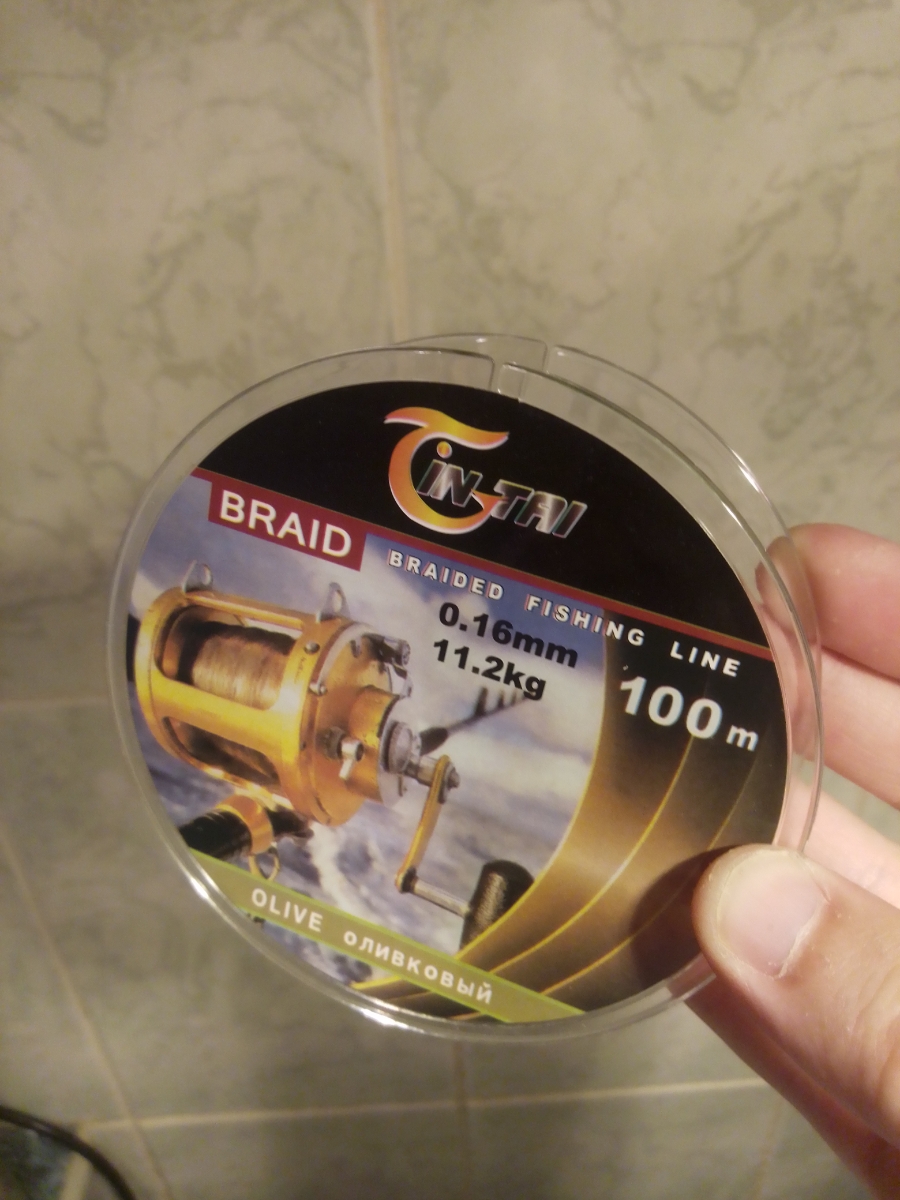 TIN-TAI
BRAID
BRAIDED FISHING LINE
0.16mm
11.2kg
100m
OLIVE оливковый